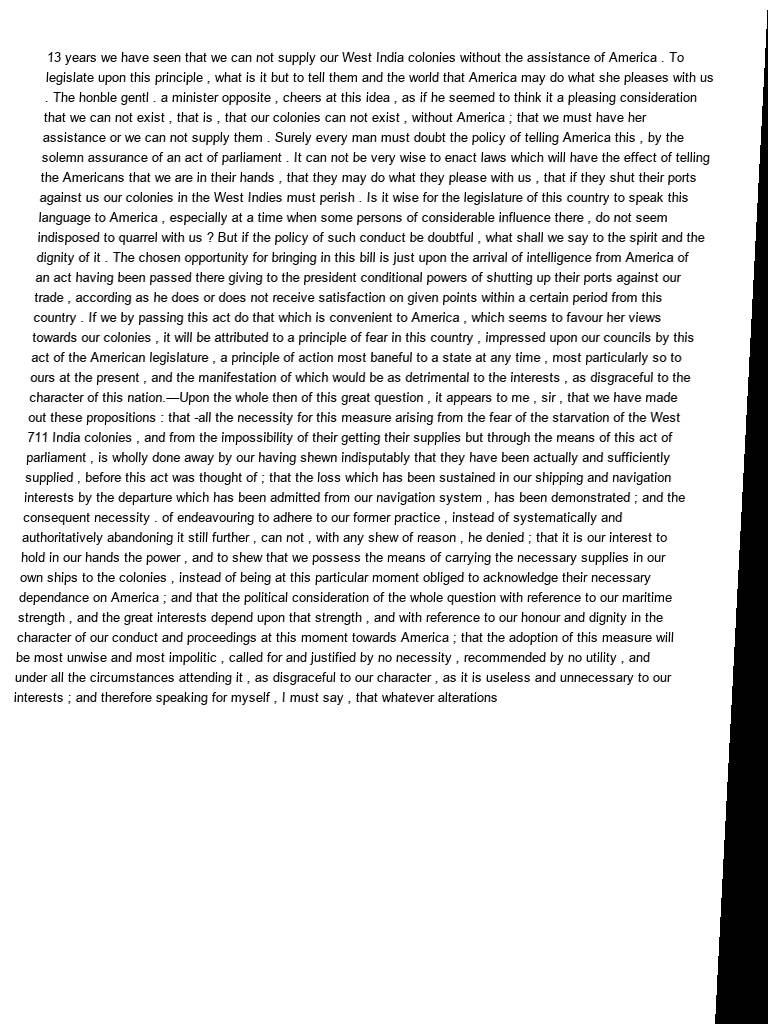 13 years we have seen that we can not supply our West India colonies without the assistance of America . To
legislate upon this principle , what is it but to tell them and the world that America may do what she pleases with us
. The honble gentl . a minister opposite , cheers at this idea , as if he seemed to think it a pleasing consideration
that we can not exist , that is , that our colonies can not exist , without America ; that we must have her
assistance or we can not supply them . Surely every man must doubt the policy of telling America this , by the
solemn assurance of an act of parliament . It can not be very wise to enact laws which will have the effect of telling
the Americans that we are in their hands , that they may do what they please with us , that if they shut their ports
against us our colonies in the West Indies must perish . Is it wise for the legislature of this country to speak this
language to America , especially at a time when some persons of considerable influence there , do not seem
indisposed to quarrel with us ? But if the policy of such conduct be doubtful , what shall we say to the spirit and the
dignity of it . The chosen opportunity for bringing in this bill is just upon the arrival of intelligence from America of
an act having been passed there giving to the president conditional powers of shutting up their ports against our
trade , according as he does or does not receive satisfaction on given points within a certain period from this
country . If we by passing this act do that which is convenient to America , which seems to favour her views
towards our colonies , it will be attributed to a principle of fear in this country , impressed upon our councils by this
act of the American legislature , a principle of action most baneful to a state at any time , most particularly so to
ours at the present , and the manifestation of which would be as detrimental to the interests , as disgraceful to the
character of this nation.—Upon the whole then of this great question , it appears to me , sir , that we have made
out these propositions : that -all the necessity for this measure arising from the fear of the starvation of the West
711 India colonies , and from the impossibility of their getting their supplies but through the means of this act of
parliament , is wholly done away by our having shewn indisputably that they have been actually and sufficiently
supplied , before this act was thought of ; that the loss which has been sustained in our shipping and navigation
interests by the departure which has been admitted from our navigation system , has been demonstrated ; and the
consequent necessity . of endeavouring to adhere to our former practice , instead of systematically and
authoritatively abandoning it still further , can not , with any shew of reason , he denied ; that it is our interest to
hold in our hands the power , and to shew that we possess the means of carrying the necessary supplies in our
own ships to the colonies , instead of being at this particular moment obliged to acknowledge their necessary
dependance on America ; and that the political consideration of the whole question with reference to our maritime
strength , and the great interests depend upon that strength , and with reference to our honour and dignity in the
character of our conduct and proceedings at this moment towards America ; that the adoption of this measure will
be most unwise and most impolitic , called for and justified by no necessity , recommended by no utility , and
under all the circumstances attending it , as disgraceful to our character , as it is useless and unnecessary to our
interests ; and therefore speaking for myself , I must say , that whatever alterations